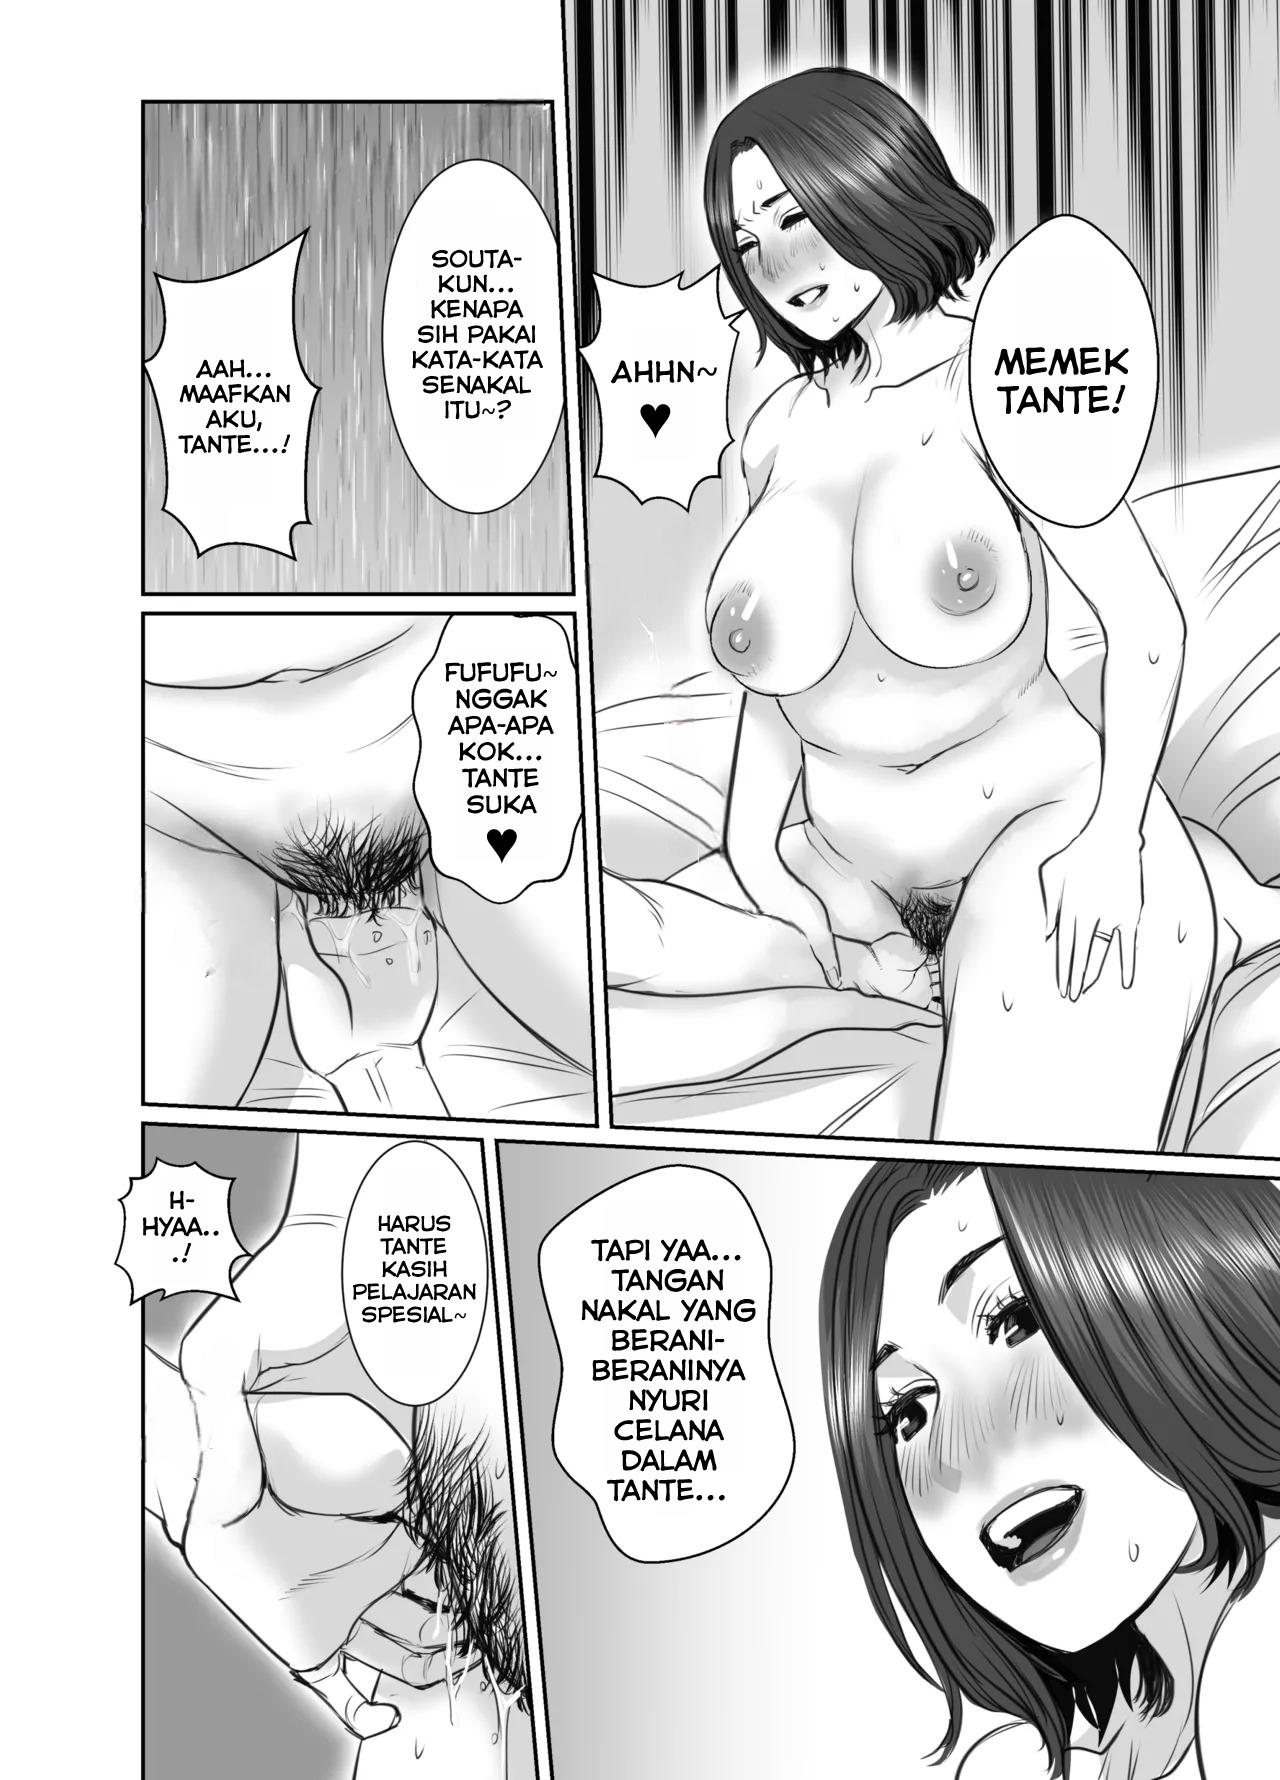 MEMEK
TANTE!
AHHN~
♥
SOUTA-
KUN...
KENAPA
SIH PAKAI
KATA-KATA
SENAKAL
ITU~?
AAH...
MAAFKAN
AKU,
TANTE...!
FUFUFU~
NGGAK
APA-APA
KOK...
TANTE
SUKA
♥
TAPI YAA...
TANGAN
NAKAL YANG
BERANI-
BERANINYA
NYURI
CELANA
DALAM
TANTE...
HARUS
TANTE
KASIH
PELAJARAN
SPESIAL~
H-
HYAA..
.!